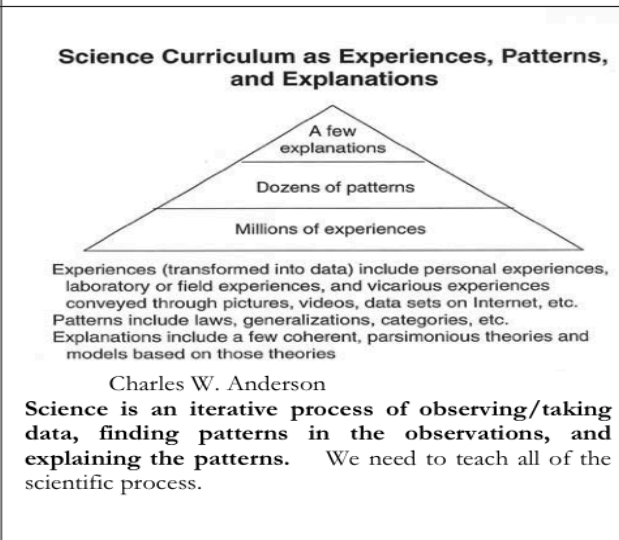 Science Curriculum as Experiences, Patterns,
and Explanations
A few
explanations
Dozens of patterns
Millions of experiences
Experiences (transformed into data) include personal experiences,
laboratory or field experiences, and vicarious experiences
conveyed through pictures, videos, data sets on Internet, etc.
Patterns include laws, generalizations, categories, etc.
Explanations include a few coherent, parsimonious theories and
models based on those theories
Charles W. Anderson
Science is an iterative process of observing/taking
data, finding patterns in the observations, and
explaining the patterns. We need to teach all of the
scientific process.